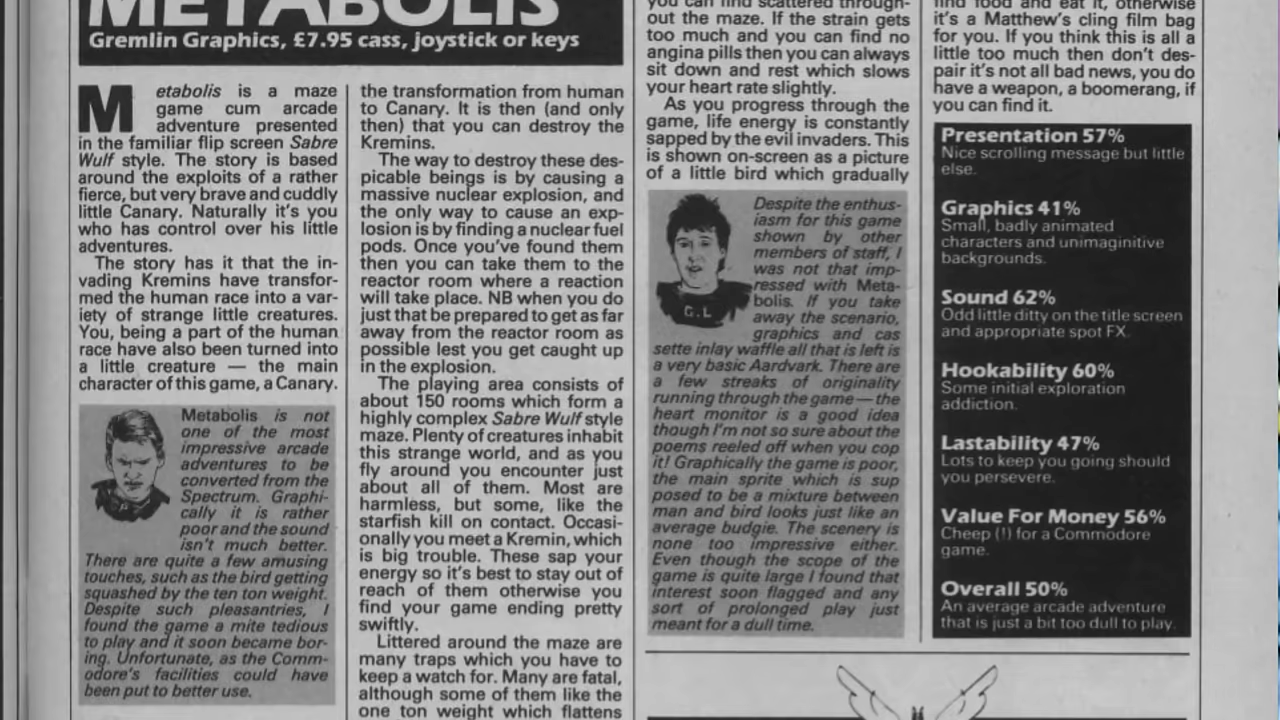 METABOLIS
Gremlin Graphics, £7.95 cass, joystick or keys
Metabolis is a maze
game cum arcade
adventure presented
in the familiar flip screen Sabre
Wulf style. The story is based
around the exploits of a rather
fierce, but very brave and cuddly
little Canary. Naturally it's you
who has control over his little
adventures.
The story has it that the in-
vading Kremins have transfor-
med the human race into a var-
iety of strange little creatures.
You, being a part of the human
race have also been turned into
a little creature — the main
character of this game, a Canary.
Metabolis is not
one of the most
impressive arcade
adventures to be
converted from the
Spectrum. Graphi-
cally it is rather
poor and the sound
isn't much better.
There are quite a few amusing
touches, such as the bird getting
squashed by the ten ton weight.
Despite such pleasantries, I
found the game a mite tedious
to play and it soon became bor-
ing. Unfortunate, as the Comm-
odore's facilities could have
been put to better use.
the transformation from human
to Canary. It is then (and only
then) that you can destroy the
Kremins.
The way to destroy these des-
picable beings is by causing a
massive nuclear explosion, and
the only way to cause an exp-
losion is by finding a nuclear fuel
pods. Once you've found them
then you can take them to the
reactor room where a reaction
will take place. NB when you do
just that be prepared to get as far
away from the reactor room as
possible lest you get caught up
in the explosion.
The playing area consists of
about 150 rooms which form a
highly complex Sabre Wulf style
maze. Plenty of creatures inhabit
this strange world, and as you
fly around you encounter just
about all of them. Most are
harmless, but some, like the
starfish kill on contact. Occasi-
onally you meet a Kremin, which
is big trouble. These sap your
energy so it's best to stay out of
reach of them otherwise you
find your game ending pretty
swiftly.
Littered around the maze are
many traps which you have to
keep a watch for. Many are fatal,
although some of them like the
one ton weight which flattens
you can find scattered through-
out the maze. If the strain gets
too much and you can find no
angina pills then you can always
sit down and rest which slows
your heart rate slightly.
As you progress through the
game, life energy is constantly
sapped by the evil invaders. This
is shown on-screen as a picture
of a little bird which gradually
G.L
Despite the enthus-
iasm for this game
shown by other
members of staff, I
was not that imp-
ressed with Meta-
bolis. If you take
away the scenario,
graphics and cas
sette inlay waffle all that is left is
a very basic Aardvark. There are
a few streaks of originality
running through the game — the
heart monitor is a good idea
though I'm not so sure about the
poems reeled off when you cop
it! Graphically the game is poor,
the main sprite which is sup
posed to be a mixture between
man and bird looks just like an
average budgie. The scenery is
none too impressive either.
Even though the scope of the
game is quite large I found that
interest soon flagged and any
sort of prolonged play just
meant for a dull time.
find food and eat it, otherwise
it's a Matthew's cling film bag
for you. If you think this is all a
little too much then don't des-
pair it's not all bad news, you do
have a weapon, a boomerang, if
you can find it.
Presentation 57%
Nice scrolling message but little
else.
Graphics 41%
Small, badly animated
characters and unimaginitive
backgrounds.
Sound 62%
Odd little ditty on the title screen
and appropriate spot FX.
Hookability 60%
Some initial exploration
addiction.
Lastability 47%
Lots to keep you going should
you persevere.
Value For Money 56%
Cheep (!) for a Commodore
game.
Overall 50%
An average arcade adventure
that is just a bit too dull to play.